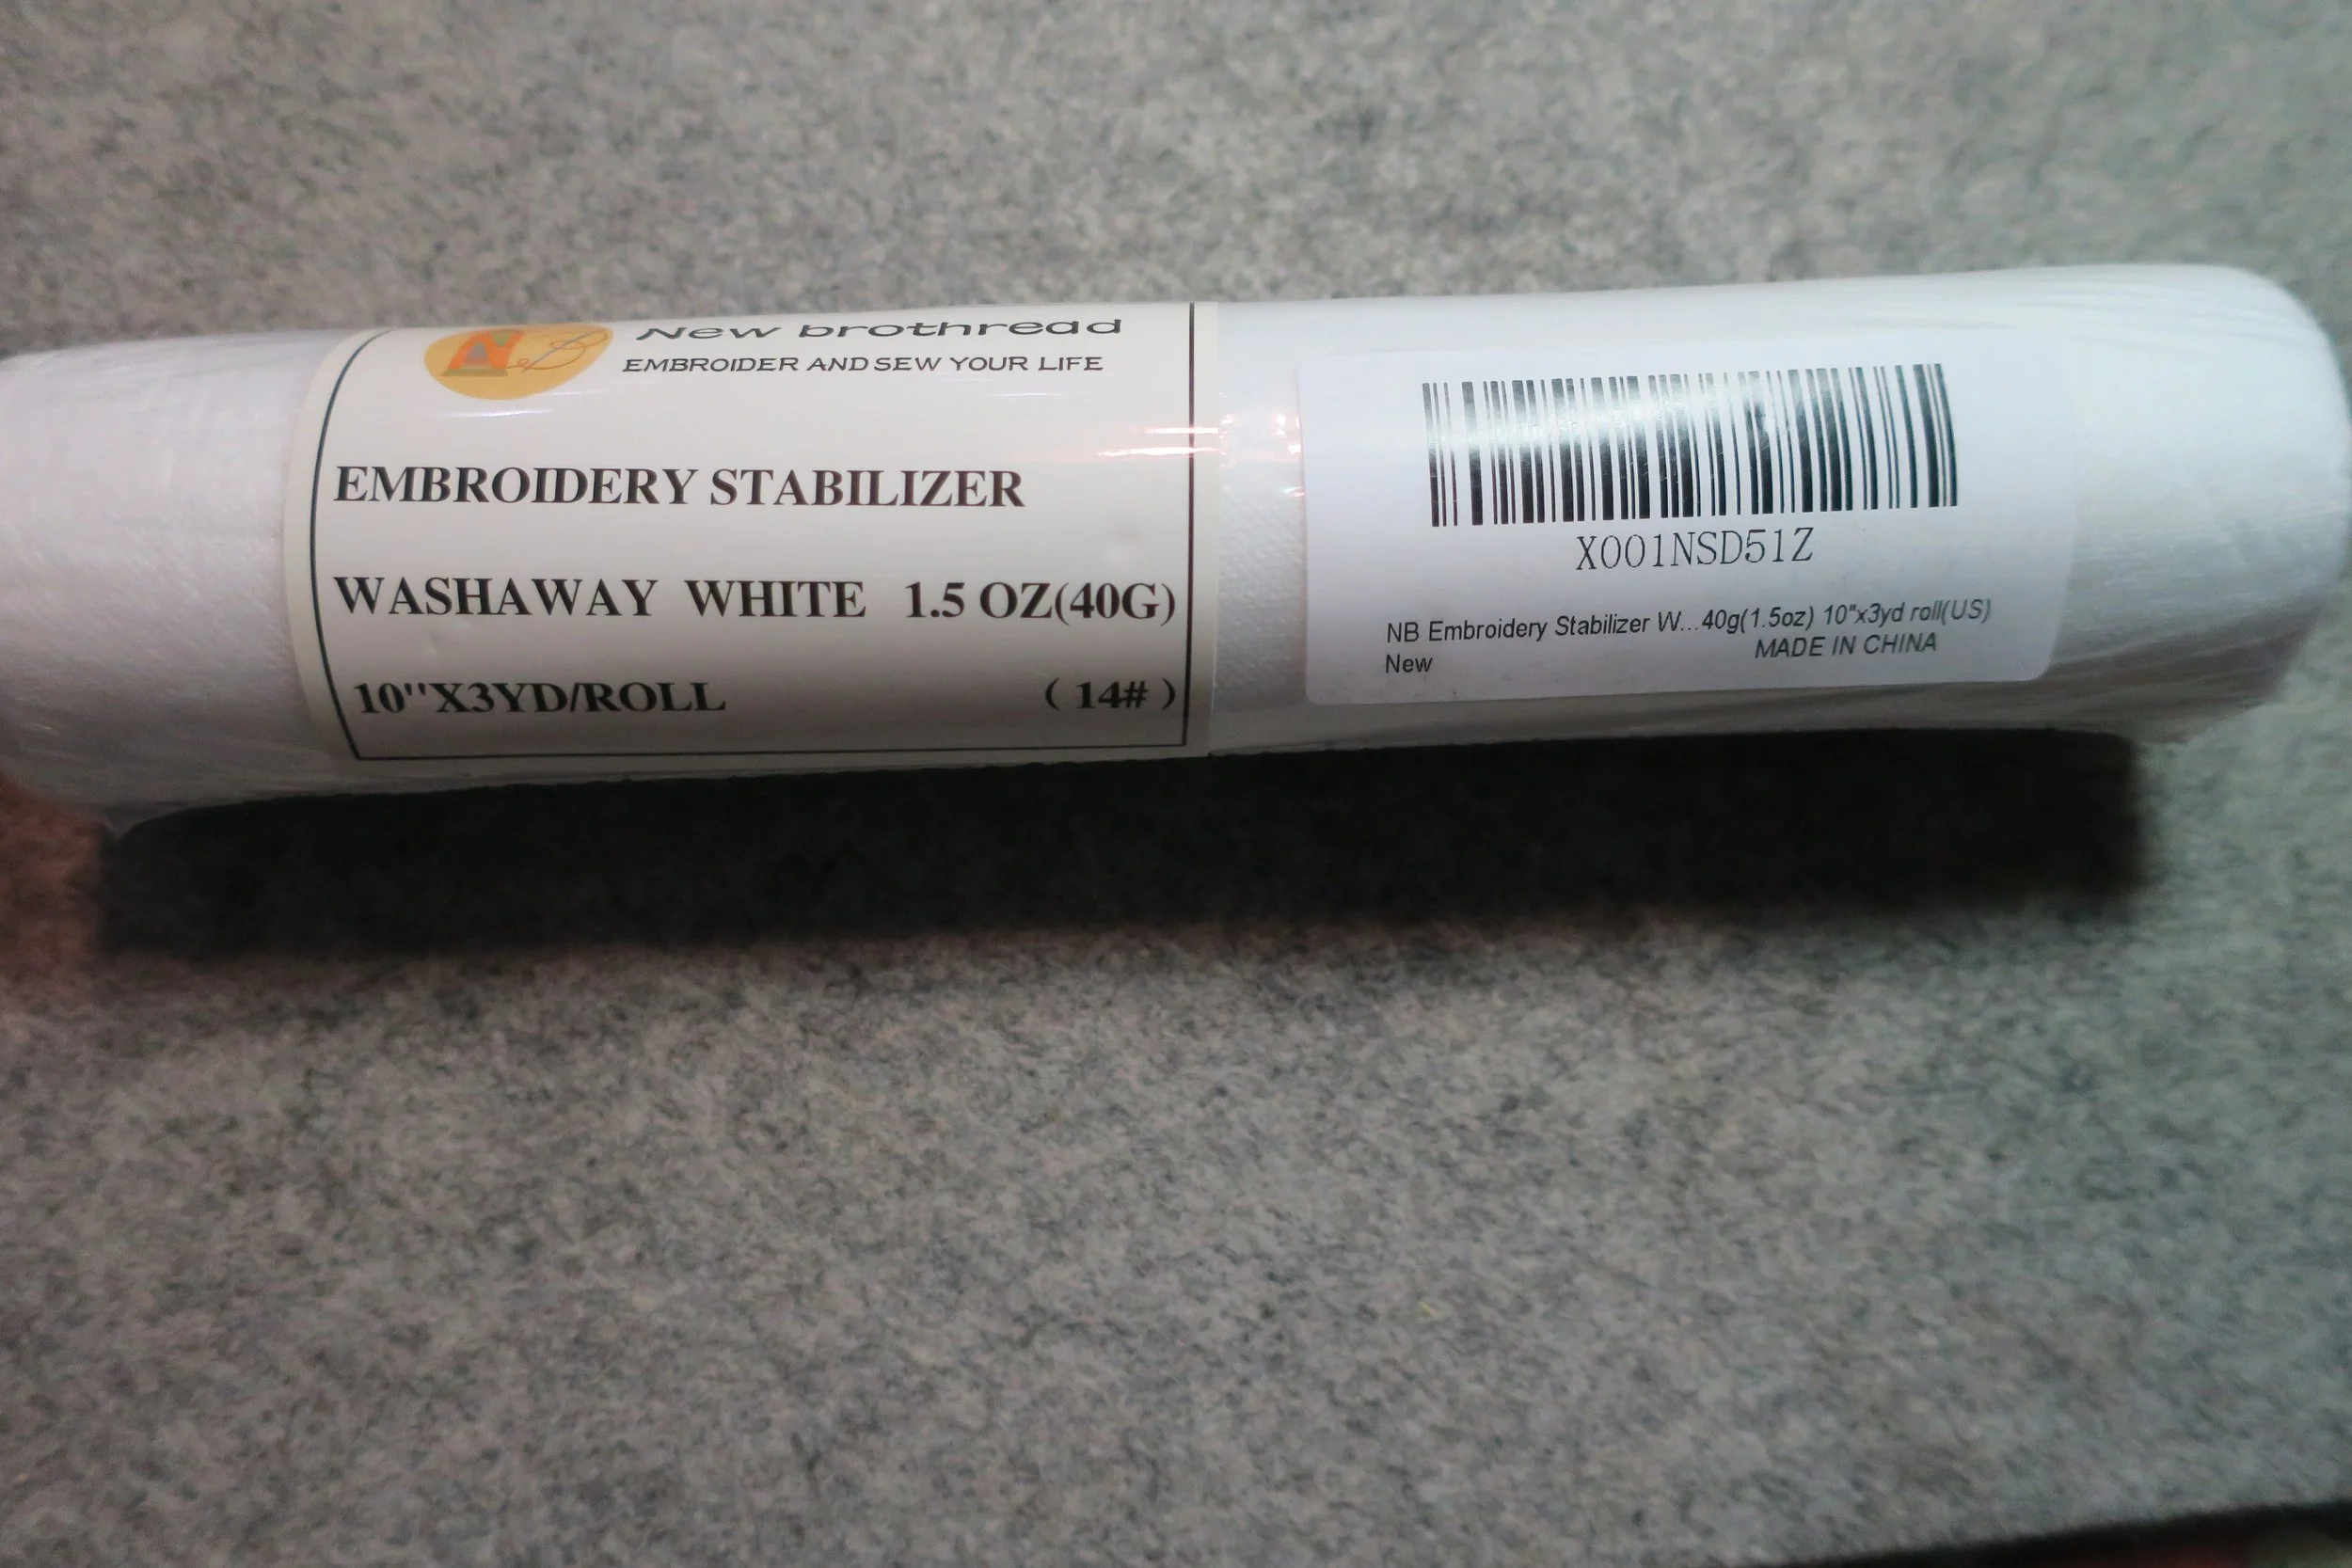 NB
New brothread
EMBROIDER AND SEW YOUR LIFE
EMBROIDERY STABILIZER
WASHAWAY WHITE 1.5 OZ(40G)
10"X3YD/ROLL (14#)
X001NSD51Z
NB Embroidery Stabilizer W...40g(1.5oz) 10"x3yd roll(US)
MADE IN CHINA
New